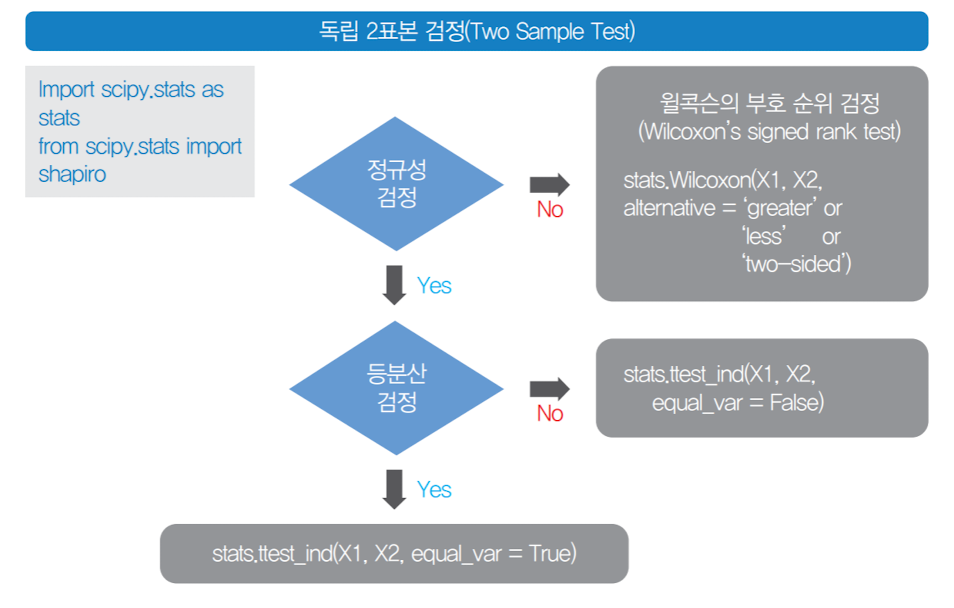 독립 2표본 검정(Two Sample Test)
Import scipy.stats as
stats
from scipy.stats import
shapiro
정규성
검정
No
윌콕슨의 부호 순위 검정
(Wilcoxon's signed rank test)
stats.Wilcoxon(X1, X2,
alternative = ‘greater’ or
‘less’ or
‘two-sided’)
Yes
등분산
검정
No
stats.ttest_ind(X1, X2,
equal_var = False)
Yes
stats.ttest_ind(X1, X2, equal_var = True)